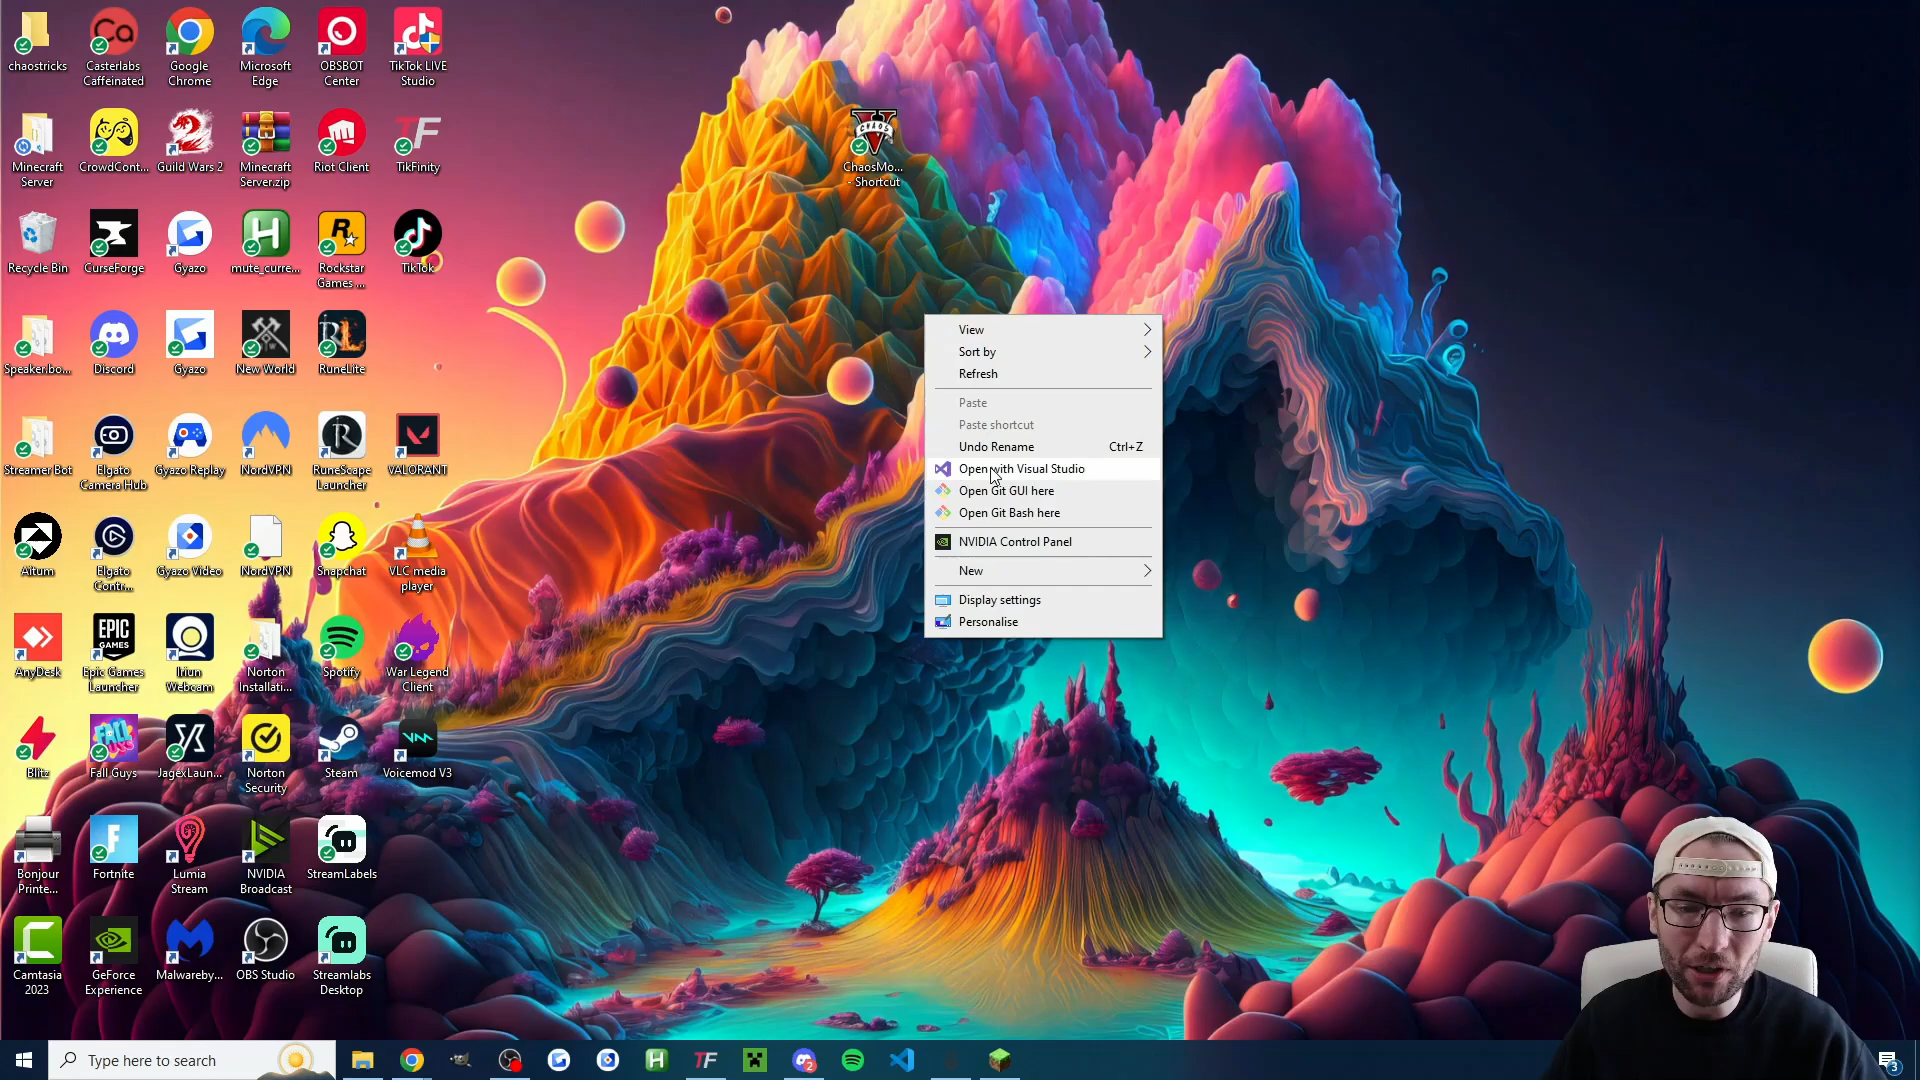 chaostricks
Casterlabs
Caffeinated
Google
Chrome
Microsoft
Edge
OBSBOT
Center
TikTok LIVE
Studio
Minecraft
Server
CrowdCont...
Guild Wars 2
Minecraft
Server.zip
Riot Client
TikFinity
CHAOS
ChaosMo...
- Shortcut
Recycle Bin
CurseForge
Gyazo
mute_curre...
Rockstar
Games ...
TikTok
Speaker.bo...
Discord
Gyazo
New World
RuneLite
Streamer Bot
Elgato
Camera Hub
Gyazo Replay
NordVPN
RuneScape
Launcher
VALORANT
Aitum
Elgato
Contr...
Gyazo Video
NordVPN
Snapchat
VLC media
player
AnyDesk
EPIC
GAMES
Epic Games
Launcher
Iriun
Webcam
Norton
Installati...
Spotify
War Legend
Client
Blitz
Fall Guys
JagexLaun...
Norton
Security
Steam
Voicemod V3
Bonjour
Printe...
Fortnite
Lumia
Stream
NVIDIA
Broadcast
StreamLabels
Camtasia
2023
GeForce
Experience
Malwareby...
OBS Studio
Streamlabs
Desktop
View
Sort by
Refresh
Paste
Paste shortcut
Undo Rename Ctrl+Z
Open with Visual Studio
Open Git GUI here
Open Git Bash here
NVIDIA Control Panel
New
Display settings
Personalise
Type here to search
2
3